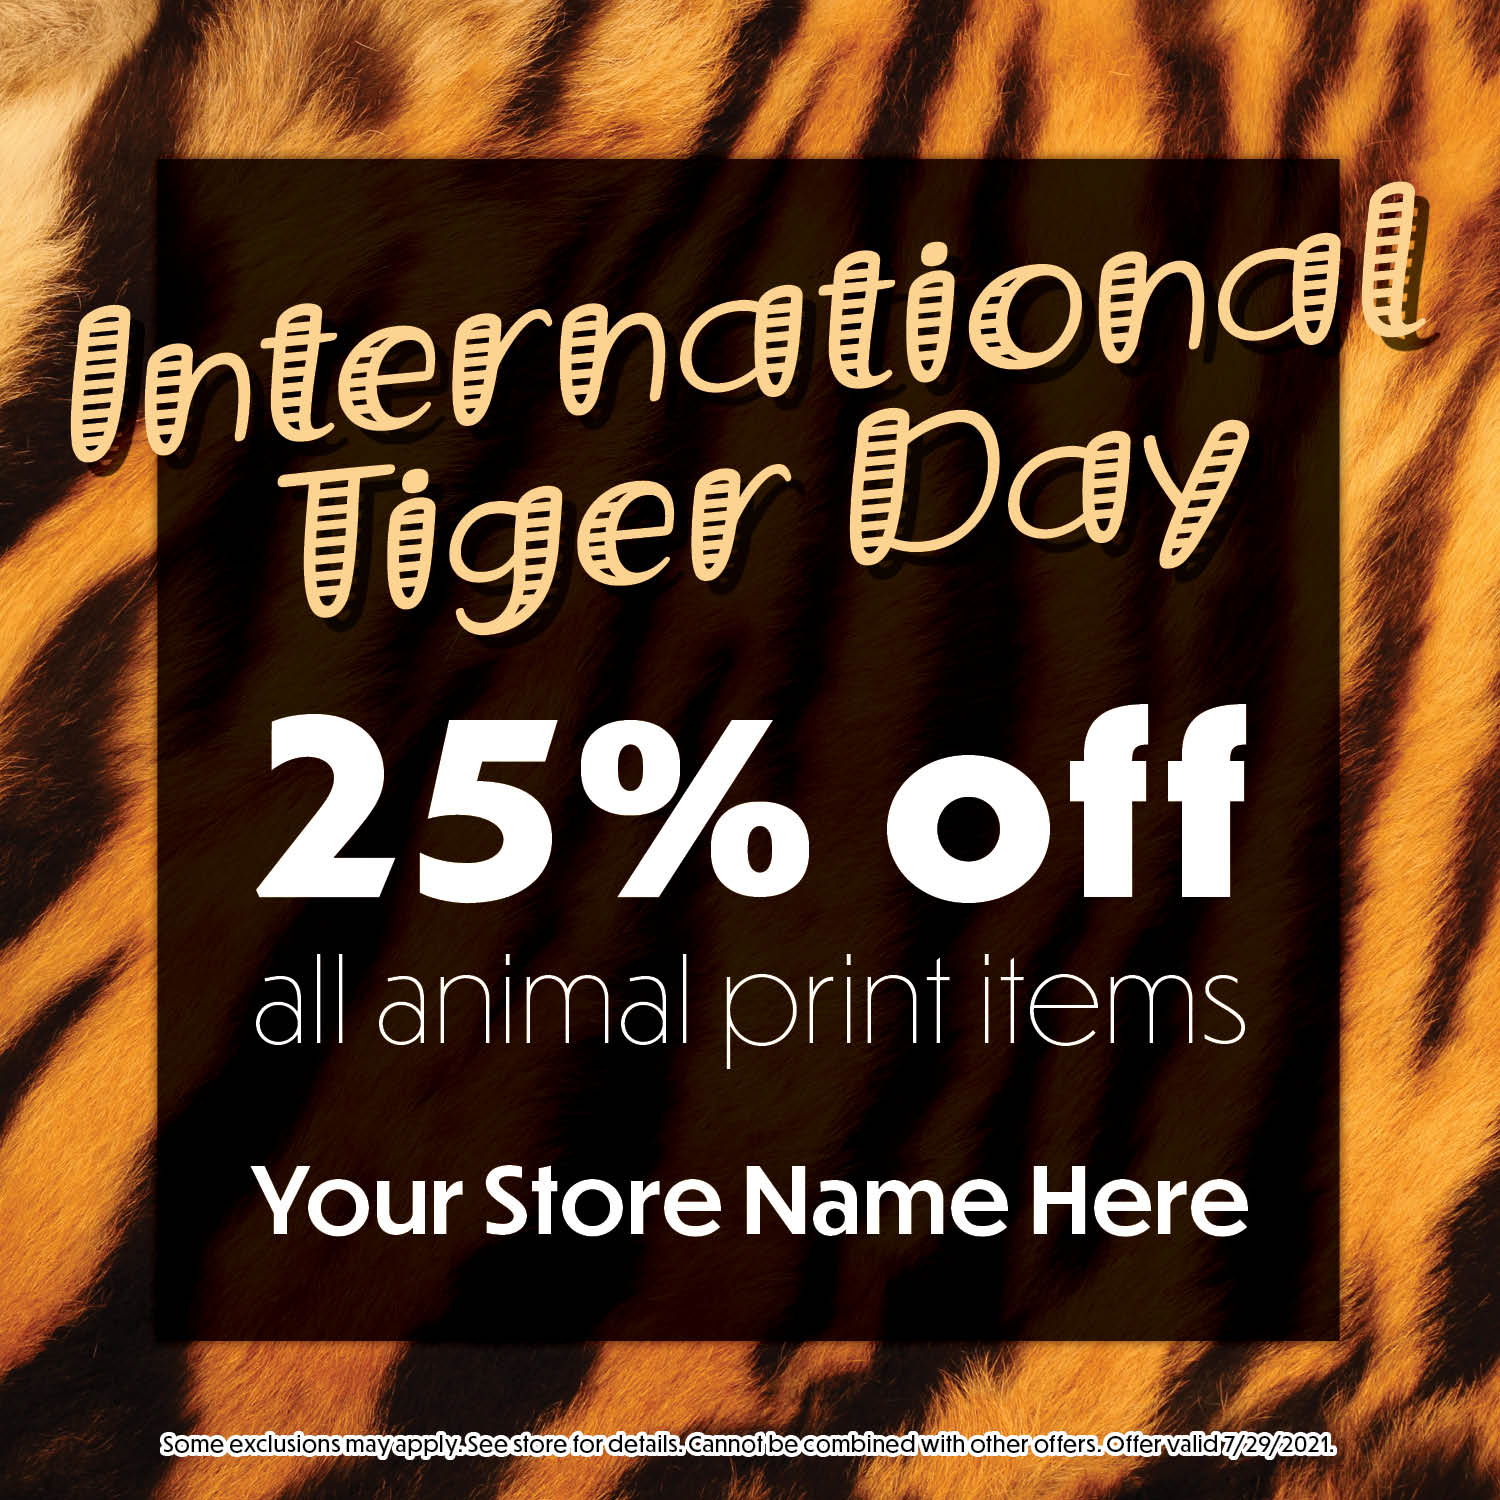 International
Tiger Day
25% off
all animal print items
Your Store Name Here
Some exclusions may apply. See store for details. Cannot be combined with other offers. Offer valid 7/29/2021.